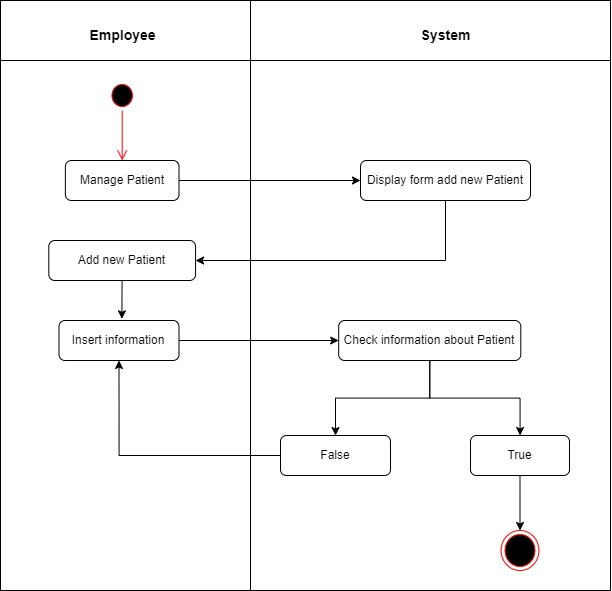 Employee
System
Manage Patient
Display form add new Patient
Add new Patient
Insert information
Check information about Patient
False
True